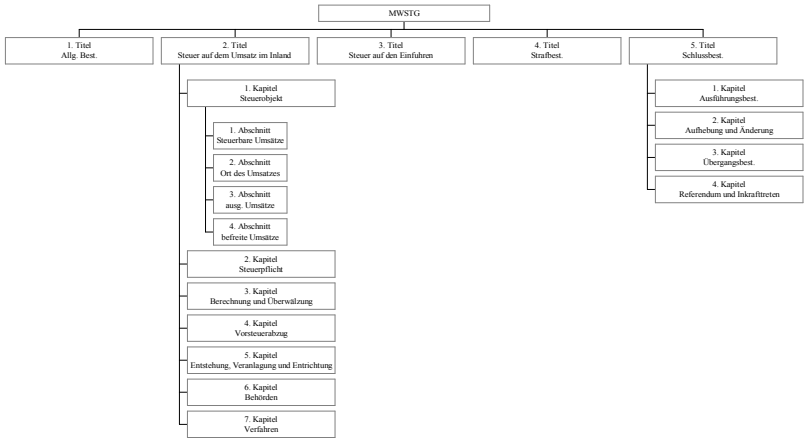 MWSTG
1. Titel
Allg. Best.
2. Titel
Steuer auf dem Umsatz im Inland
3. Titel
Steuer auf den Einfuhren
4. Titel
Strafbest.
5. Titel
Schlussbest.
1. Kapitel
Steuerobjekt
1. Abschnitt
Steuerbare Umsätze
2. Abschnitt
Ort des Umsatzes
3. Abschnitt
ausg. Umsätze
4. Abschnitt
befreite Umsätze
2. Kapitel
Steuerpflicht
3. Kapitel
Berechnung und Überwälzung
4. Kapitel
Vorsteuerabzug
5. Kapitel
Entstehung, Veranlagung und Entrichtung
6. Kapitel
Behörden
7. Kapitel
Verfahren
1. Kapitel
Ausführungsbest.
2. Kapitel
Aufhebung und Änderung
3. Kapitel
Übergangsbest.
4. Kapitel
Referendum und Inkrafttreten